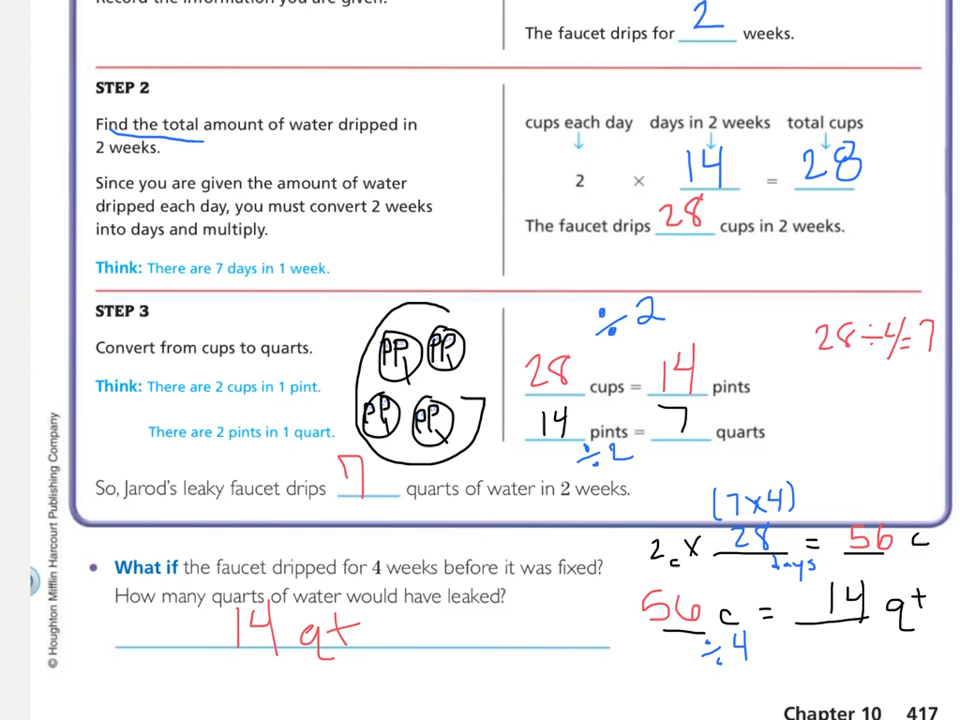 The faucet drips for 2 weeks.
STEP 2
Find the total amount of water dripped in
2 weeks.
Since you are given the amount of water
dripped each day, you must convert 2 weeks
into days and multiply.
Think: There are 7 days in 1 week.
cups each day days in 2 weeks total cups
2 × 14 = 28
The faucet drips 28 cups in 2 weeks.
STEP 3
Convert from cups to quarts.
Think: There are 2 cups in 1 pint.
There are 2 pints in 1 quart.
PP PP
PP PP
÷ 2
28 ÷ 4 = 7
28 cups = 14 pints
14 pints = 7 quarts
÷ 2
So, Jarod's leaky faucet drips 7 quarts of water in 2 weeks.
(7 x 4)
2c x 28 = 56 c
days
• What if the faucet dripped for 4 weeks before it was fixed?
How many quarts of water would have leaked?
14 qt
56 c = 14 qt
÷ 4
© Houghton Mifflin Harcourt Publishing Company
Chapter 10 417